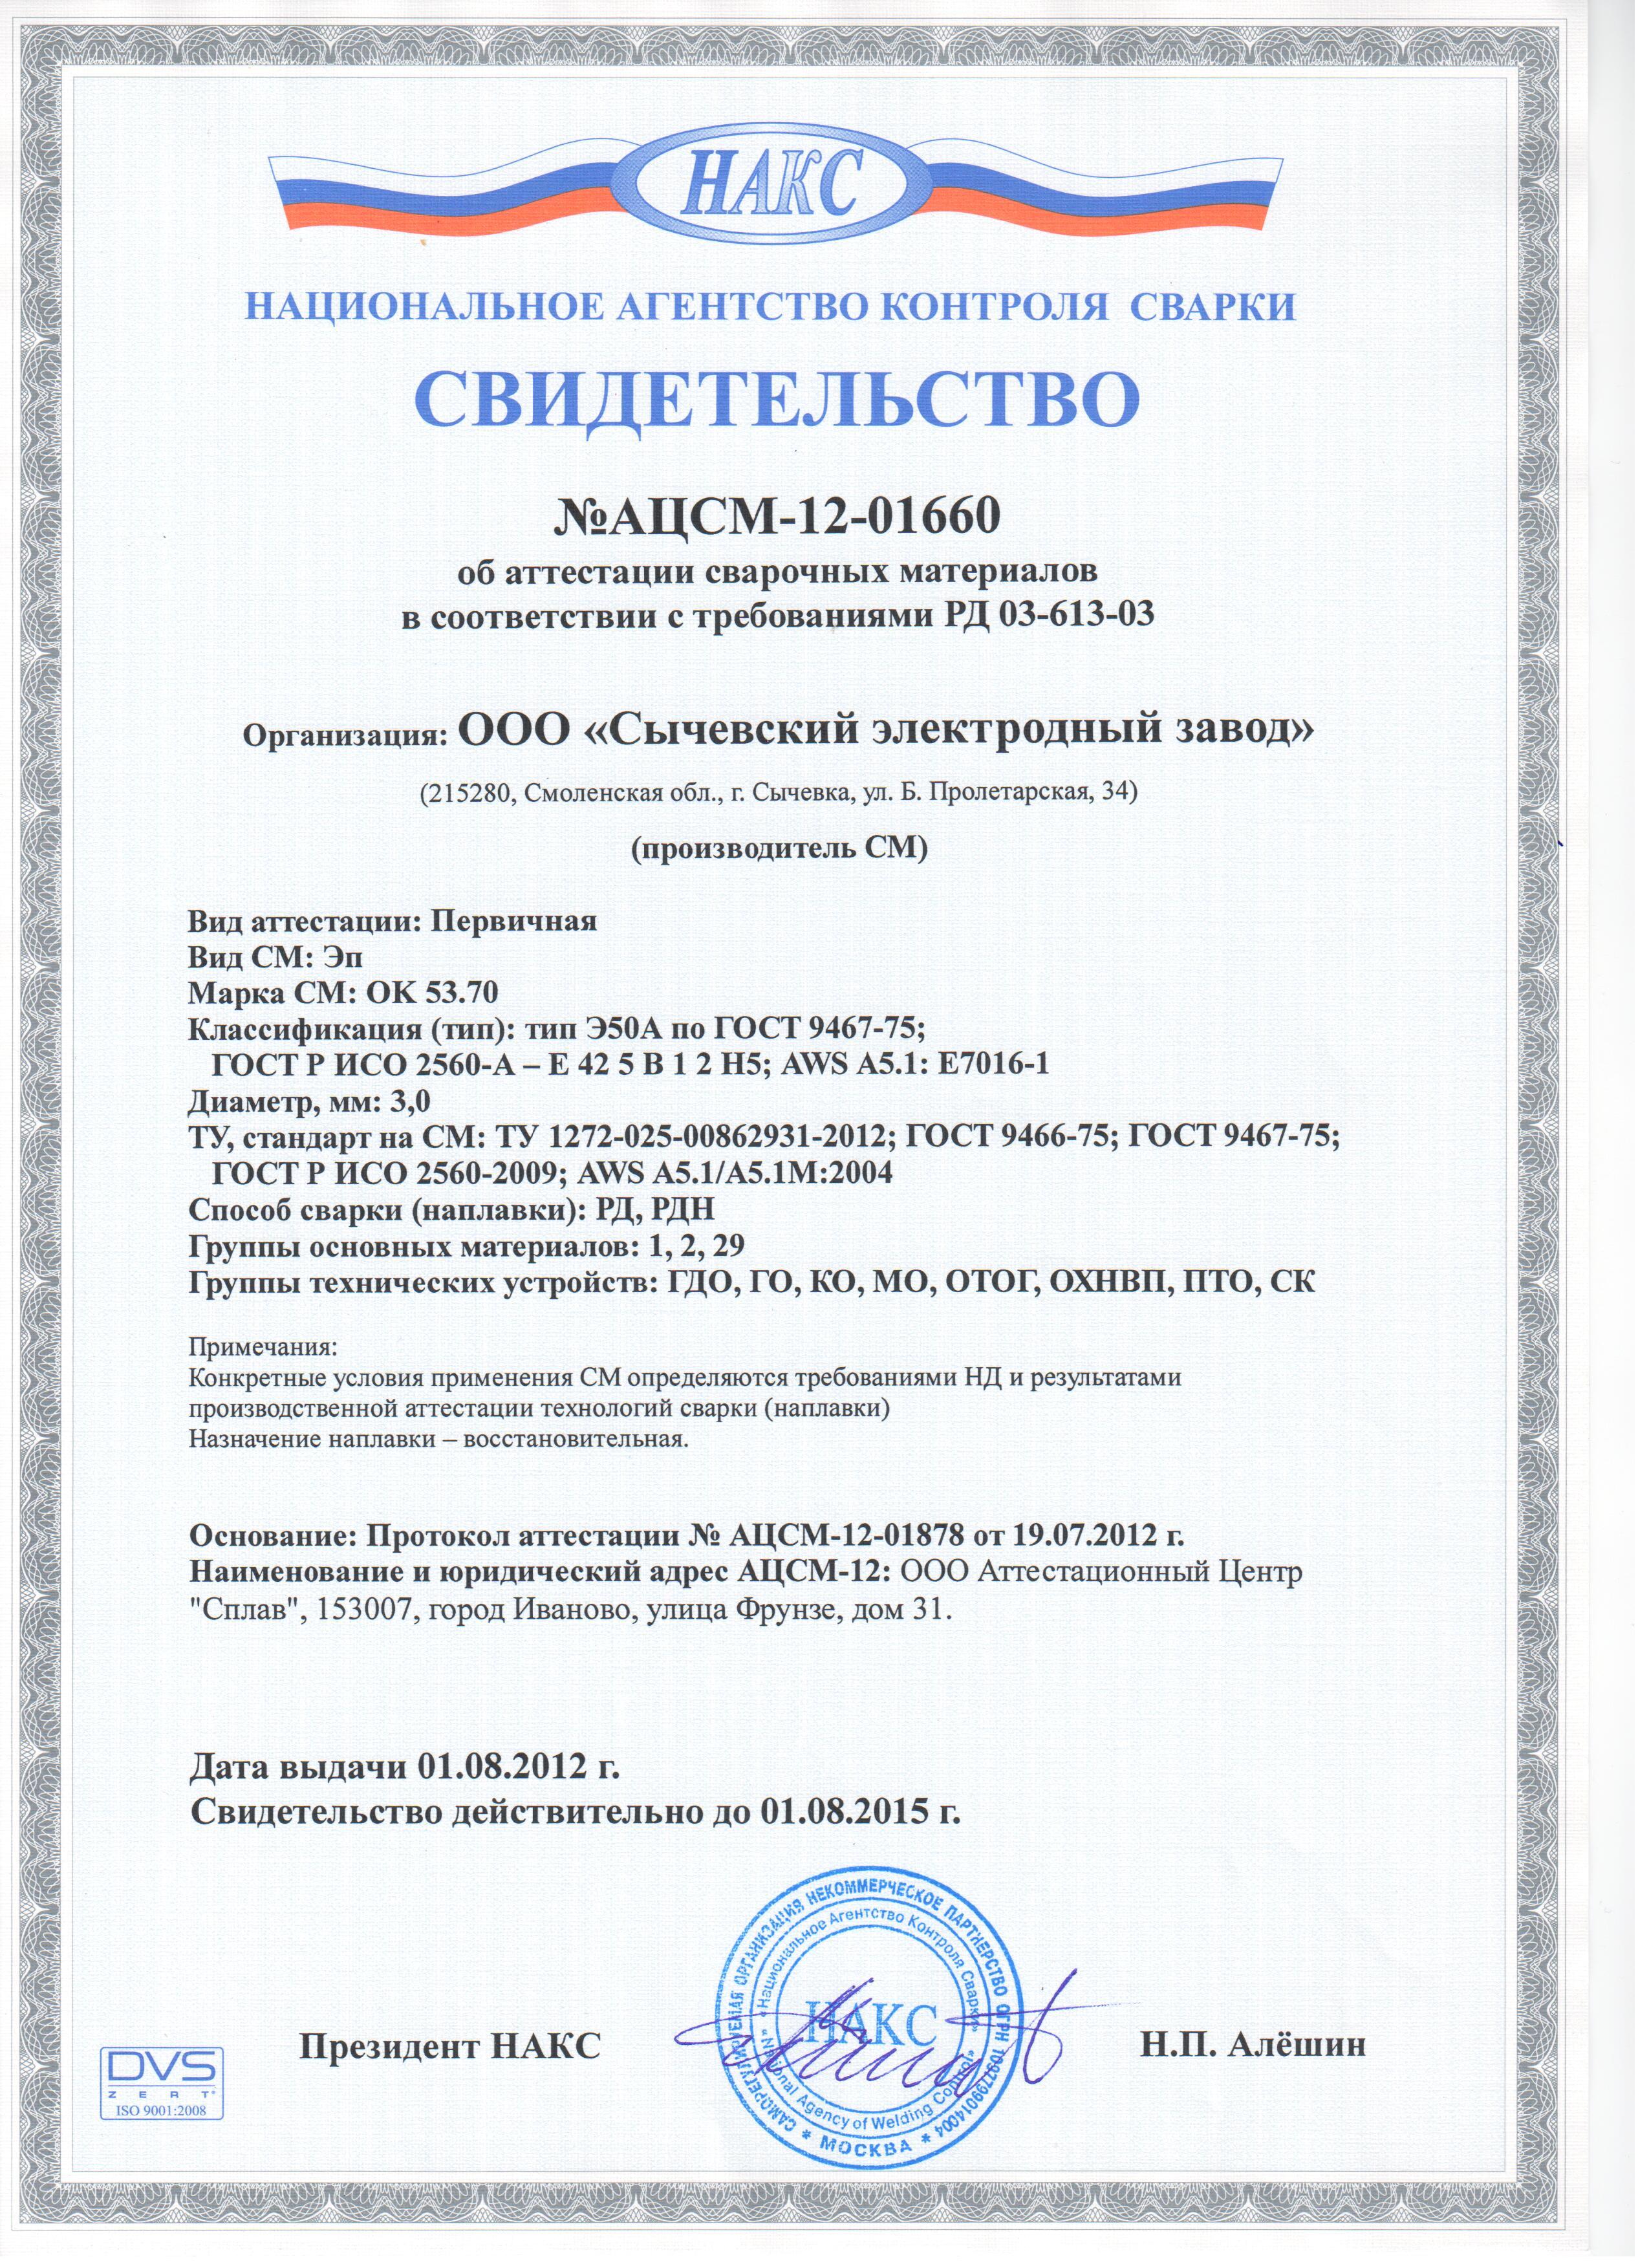 НАКС
НАЦИОНАЛЬНОЕ АГЕНТСТВО КОНТРОЛЯ СВАРКИ
СВИДЕТЕЛЬСТВО
№АЦСМ-12-01660
об аттестации сварочных материалов
в соответствии с требованиями РД 03-613-03
Организация: ООО «Сычевский электродный завод»
(215280, Смоленская обл., г. Сычевка, ул. Б. Пролетарская, 34)
(производитель СМ)
Вид аттестации: Первичная
Вид СМ: Эп
Марка СМ: ОК 53.70
Классификация (тип): тип Э50А по ГОСТ 9467-75;
ГОСТ Р ИСО 2560-А – Е 42 5 В 1 2 Н5; AWS A5.1: E7016-1
Диаметр, мм: 3,0
ТУ, стандарт на СМ: ТУ 1272-025-00862931-2012; ГОСТ 9466-75; ГОСТ 9467-75;
ГОСТ Р ИСО 2560-2009; AWS A5.1/A5.1M:2004
Способ сварки (наплавки): РД, РДН
Группы основных материалов: 1, 2, 29
Группы технических устройств: ГДО, ГО, КО, МО, ОТОГ, ОХНВП, ПТО, СК
Примечания:
Конкретные условия применения СМ определяются требованиями НД и результатами
производственной аттестации технологий сварки (наплавки)
Назначение наплавки – восстановительная.
Основание: Протокол аттестации № АЦСМ-12-01878 от 19.07.2012 г.
Наименование и юридический адрес АЦСМ-12: ООО Аттестационный Центр
"Сплав", 153007, город Иваново, улица Фрунзе, дом 31.
Дата выдачи 01.08.2012 г.
Свидетельство действительно до 01.08.2015 г.
САМОРЕГУЛИРУЕМАЯ ОРГАНИЗАЦИЯ НЕКОММЕРЧЕСКОЕ ПАРТНЕРСТВО ОГРН 1037799014004
* МОСКВА *
«Национальное Агентство Контроля Сварки»
«National Agency of Welding Control»
НАКС
Президент НАКС
Н.П. Алёшин
DVS
ZERT
ISO 9001:2008